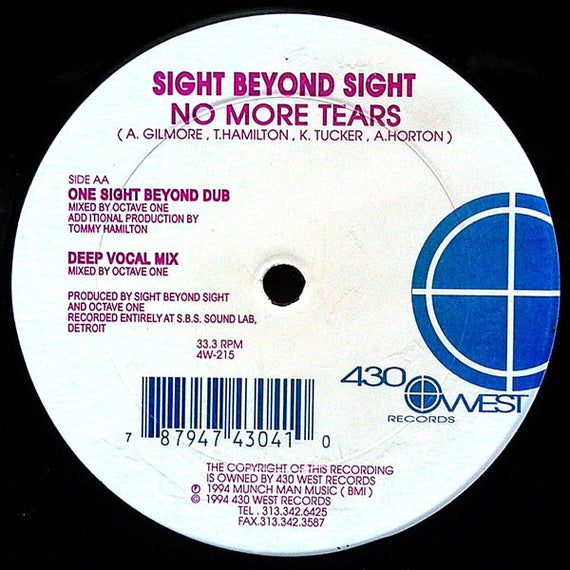 SIGHT BEYOND SIGHT
NO MORE TEARS
( A. GILMORE , T.HAMILTON , K. TUCKER , A.HORTON )
SIDE AA
ONE SIGHT BEYOND DUB
MIXED BY OCTAVE ONE
ADD ITIONAL PRODUCTION BY
TOMMY HAMILTON
DEEP VOCAL MIX
MIXED BY OCTAVE ONE
PRODUCED BY SIGHT BEYOND SIGHT
AND OCTAVE ONE
RECORDED ENTIRELY AT S.B.S. SOUND LAB,
DETROIT
33.3 RPM
4W-215
430 WEST
RECORDS
7 87947 43041 0
THE COPYRIGHT OF THIS RECORDING
IS OWNED BY 430 WEST RECORDS
℗ 1994 MUNCH MAN MUSIC ( BMI )
© 1994 430 WEST RECORDS
TEL . 313.342.6425
FAX.313.342.3587